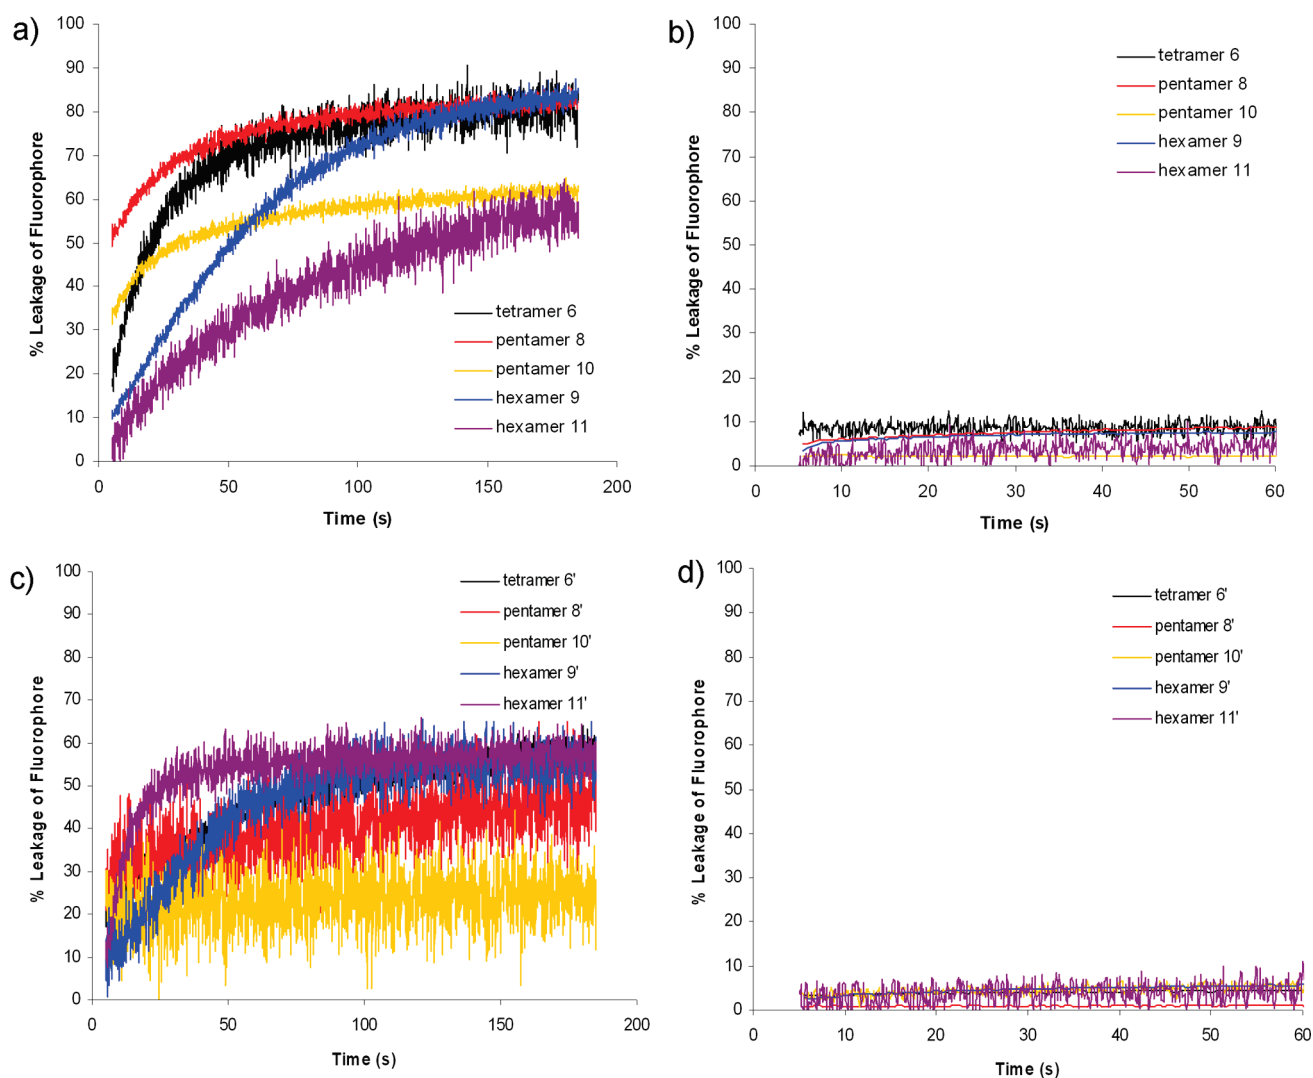 a)
100
90
80
70
60
50
40
30
20
10
0
% Leakage of Fluorophore
0 50 100 150 200
Time (s)
tetramer 6
pentamer 8
pentamer 10
hexamer 9
hexamer 11
b)
100
90
80
70
60
50
40
30
20
10
0
% Leakage of Fluorophore
0 10 20 30 40 50 60
Time (s)
tetramer 6
pentamer 8
pentamer 10
hexamer 9
hexamer 11
c)
100
90
80
70
60
50
40
30
20
10
0
% Leakage of Fluorophore
0 50 100 150 200
Time (s)
tetramer 6'
pentamer 8'
pentamer 10'
hexamer 9'
hexamer 11'
d)
100
90
80
70
60
50
40
30
20
10
0
% Leakage of Fluorophore
0 10 20 30 40 50 60
Time (s)
tetramer 6'
pentamer 8'
pentamer 10'
hexamer 9'
hexamer 11'